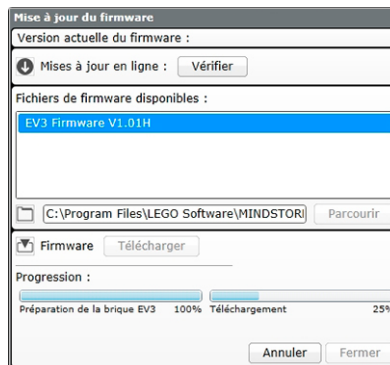 Mise à jour du firmware
Version actuelle du firmware :
Mises à jour en ligne : Vérifier
Fichiers de firmware disponibles :
EV3 Firmware V1.01H
C:\Program Files\LEGO Software\MINDSTOR Parcourir
Firmware Télécharger
Progression :
Préparation de la brique EV3 100% Téléchargement 25%
Annuler Fermer